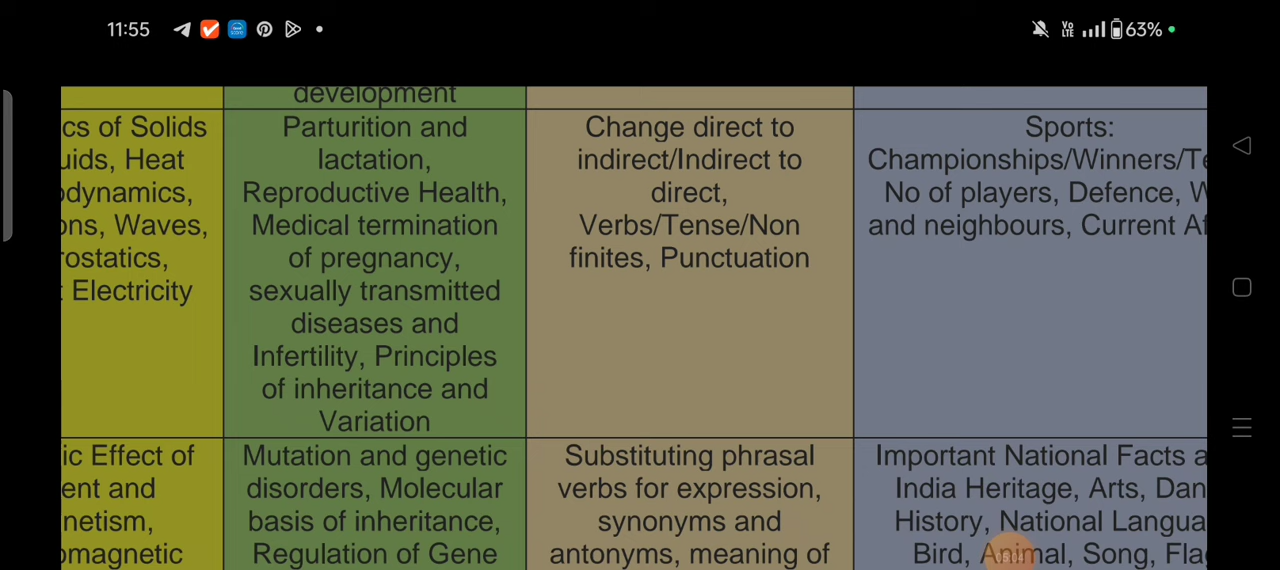 11:55
63%
development
cs of Solids
uids, Heat
odynamics,
ons, Waves,
rostatics,
Electricity
Parturition and
lactation,
Reproductive Health,
Medical termination
of pregnancy,
sexually transmitted
diseases and
Infertility, Principles
of inheritance and
Variation
Change direct to
indirect/Indirect to
direct,
Verbs/Tense/Non
finites, Punctuation
Sports:
Championships/Winners/Te
No of players, Defence, W
and neighbours, Current Af
ic Effect of
ent and
netism,
omagnetic
Mutation and genetic
disorders, Molecular
basis of inheritance,
Regulation of Gene
Substituting phrasal
verbs for expression,
synonyms and
antonyms, meaning of
Important National Facts a
India Heritage, Arts, Dan
History, National Langua
Bird, Animal, Song, Flag